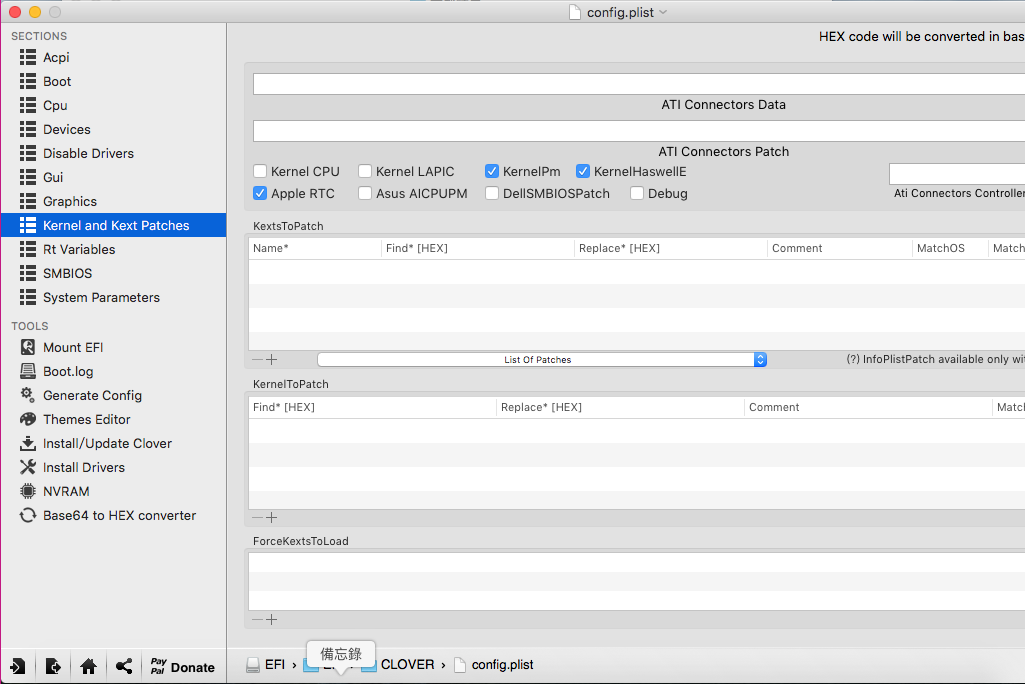 config.plist
SECTIONS
Acpi
Boot
Cpu
Devices
Disable Drivers
Gui
Graphics
Kernel and Kext Patches
Rt Variables
SMBIOS
System Parameters
TOOLS
Mount EFI
Boot.log
Generate Config
Themes Editor
Install/Update Clover
Install Drivers
NVRAM
Base64 to HEX converter
Pay
Pal Donate
HEX code will be converted in bas
ATI Connectors Data
ATI Connectors Patch
Kernel CPU Kernel LAPIC KernelPm KernelHaswellE
Apple RTC Asus AICPUPM DellSMBIOSPatch Debug
Ati Connectors Controller
KextsToPatch
Name* Find* [HEX] Replace* [HEX] Comment MatchOS Match
List Of Patches (?) InfoPlistPatch available only wit
KernelToPatch
Find* [HEX] Replace* [HEX] Comment Match
ForceKextsToLoad
備忘錄
EFI › › CLOVER › config.plist